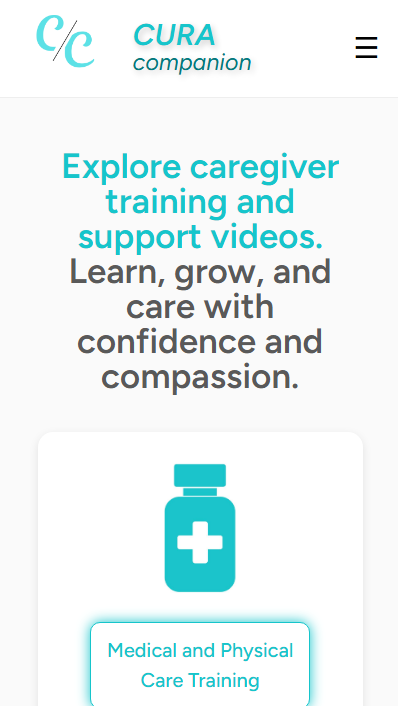 C/C
CURA
companion
Explore caregiver
training and
support videos.
Learn, grow, and
care with
confidence and
compassion.
Medical and Physical
Care Training